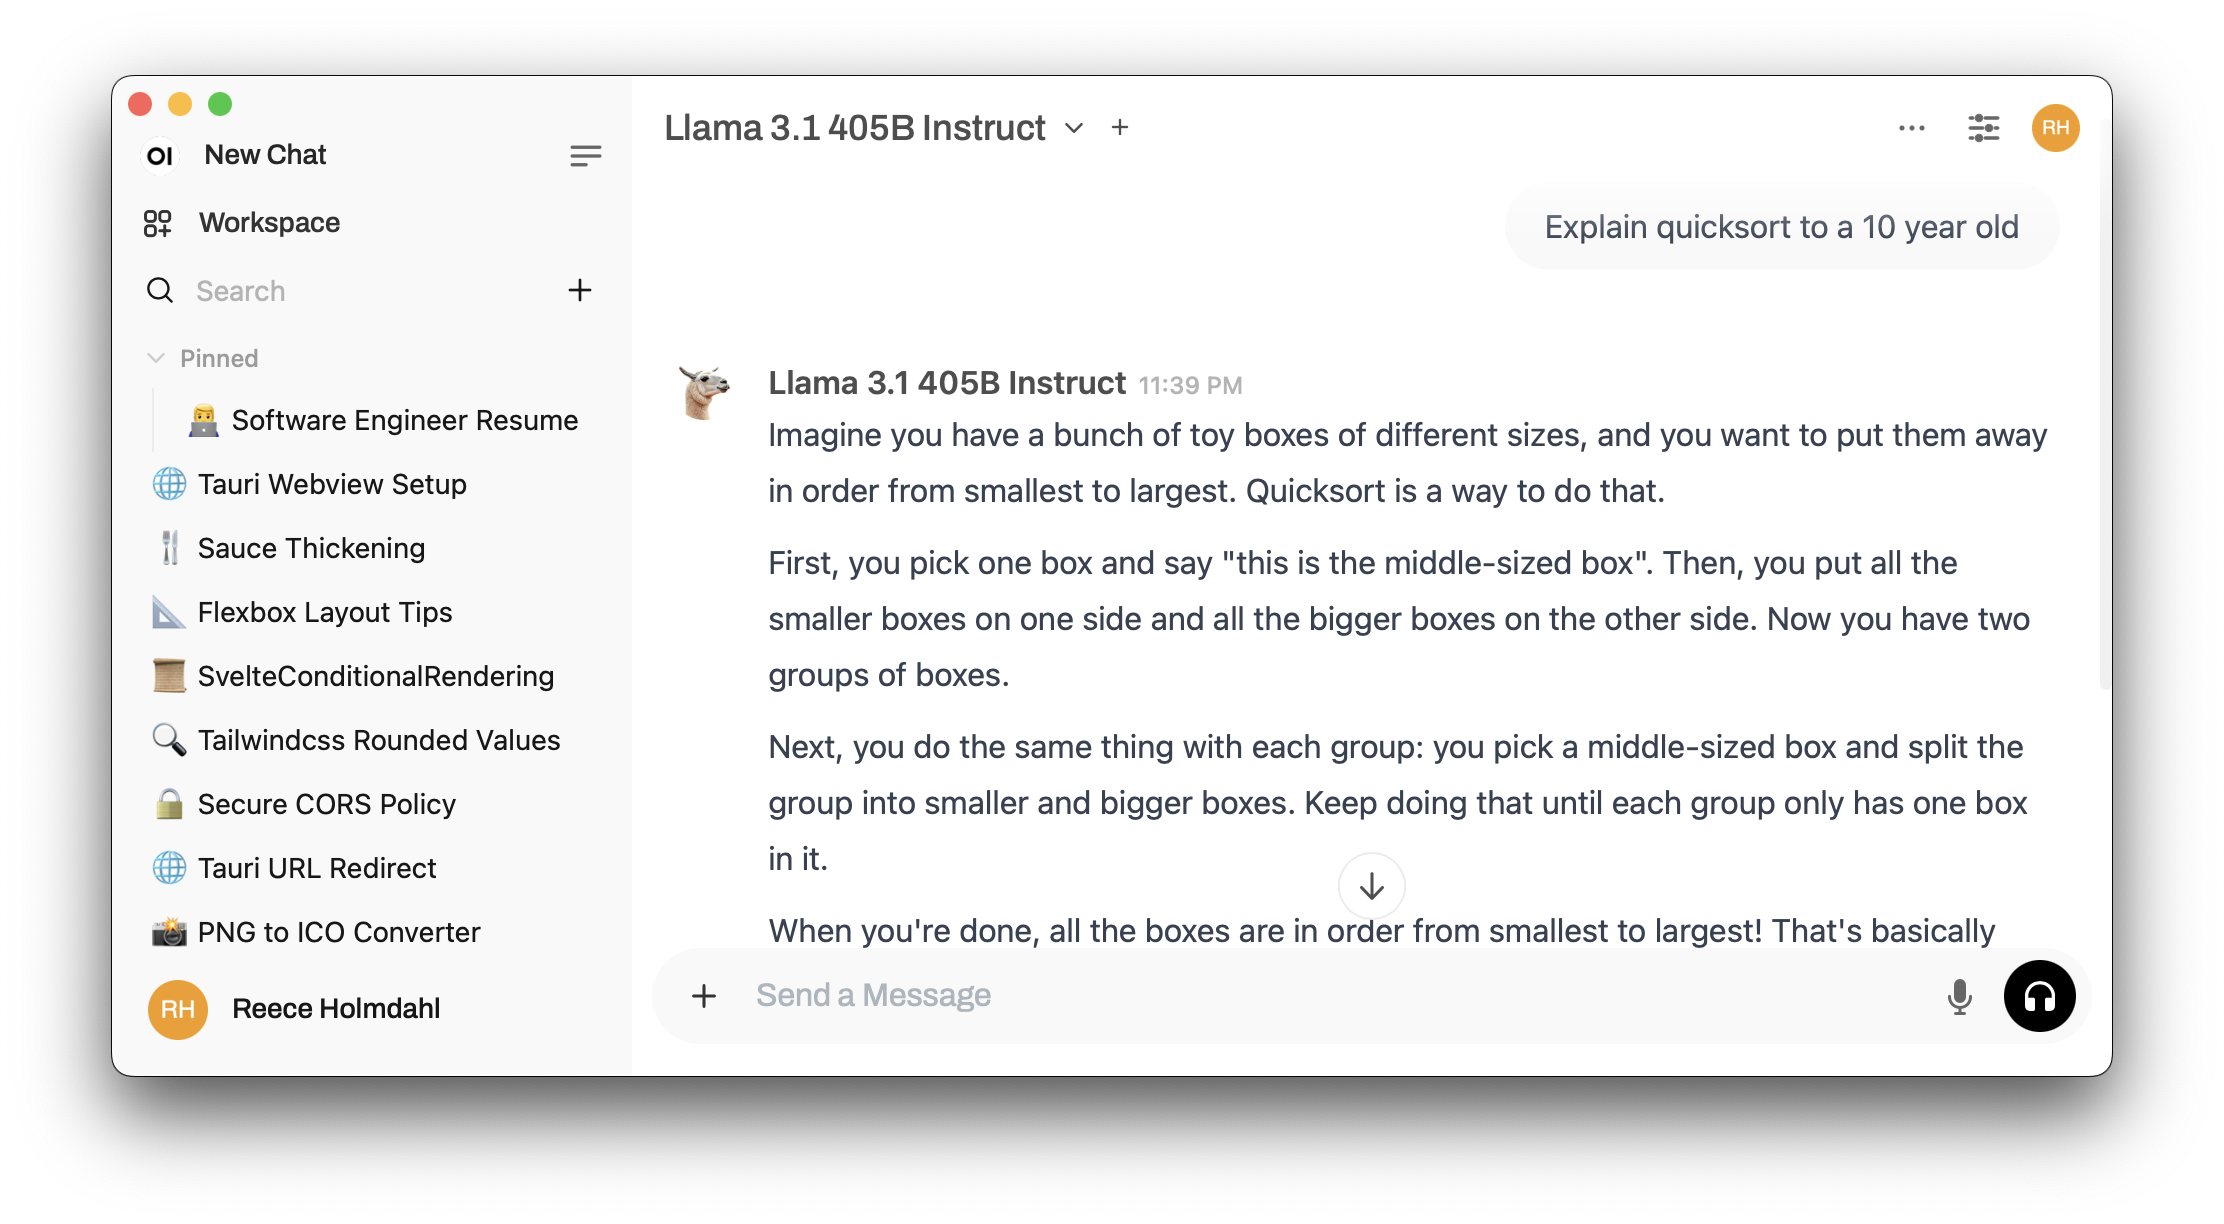 OI New Chat
Workspace
Search
Pinned
Software Engineer Resume
Tauri Webview Setup
Sauce Thickening
Flexbox Layout Tips
SvelteConditionalRendering
Tailwindcss Rounded Values
Secure CORS Policy
Tauri URL Redirect
PNG to ICO Converter
RH Reece Holmdahl
Llama 3.1 405B Instruct
RH
Explain quicksort to a 10 year old
Llama 3.1 405B Instruct 11:39 PM
Imagine you have a bunch of toy boxes of different sizes, and you want to put them away
in order from smallest to largest. Quicksort is a way to do that.
First, you pick one box and say "this is the middle-sized box". Then, you put all the
smaller boxes on one side and all the bigger boxes on the other side. Now you have two
groups of boxes.
Next, you do the same thing with each group: you pick a middle-sized box and split the
group into smaller and bigger boxes. Keep doing that until each group only has one box
in it.
When you're done, all the boxes are in order from smallest to largest! That's basically
Send a Message